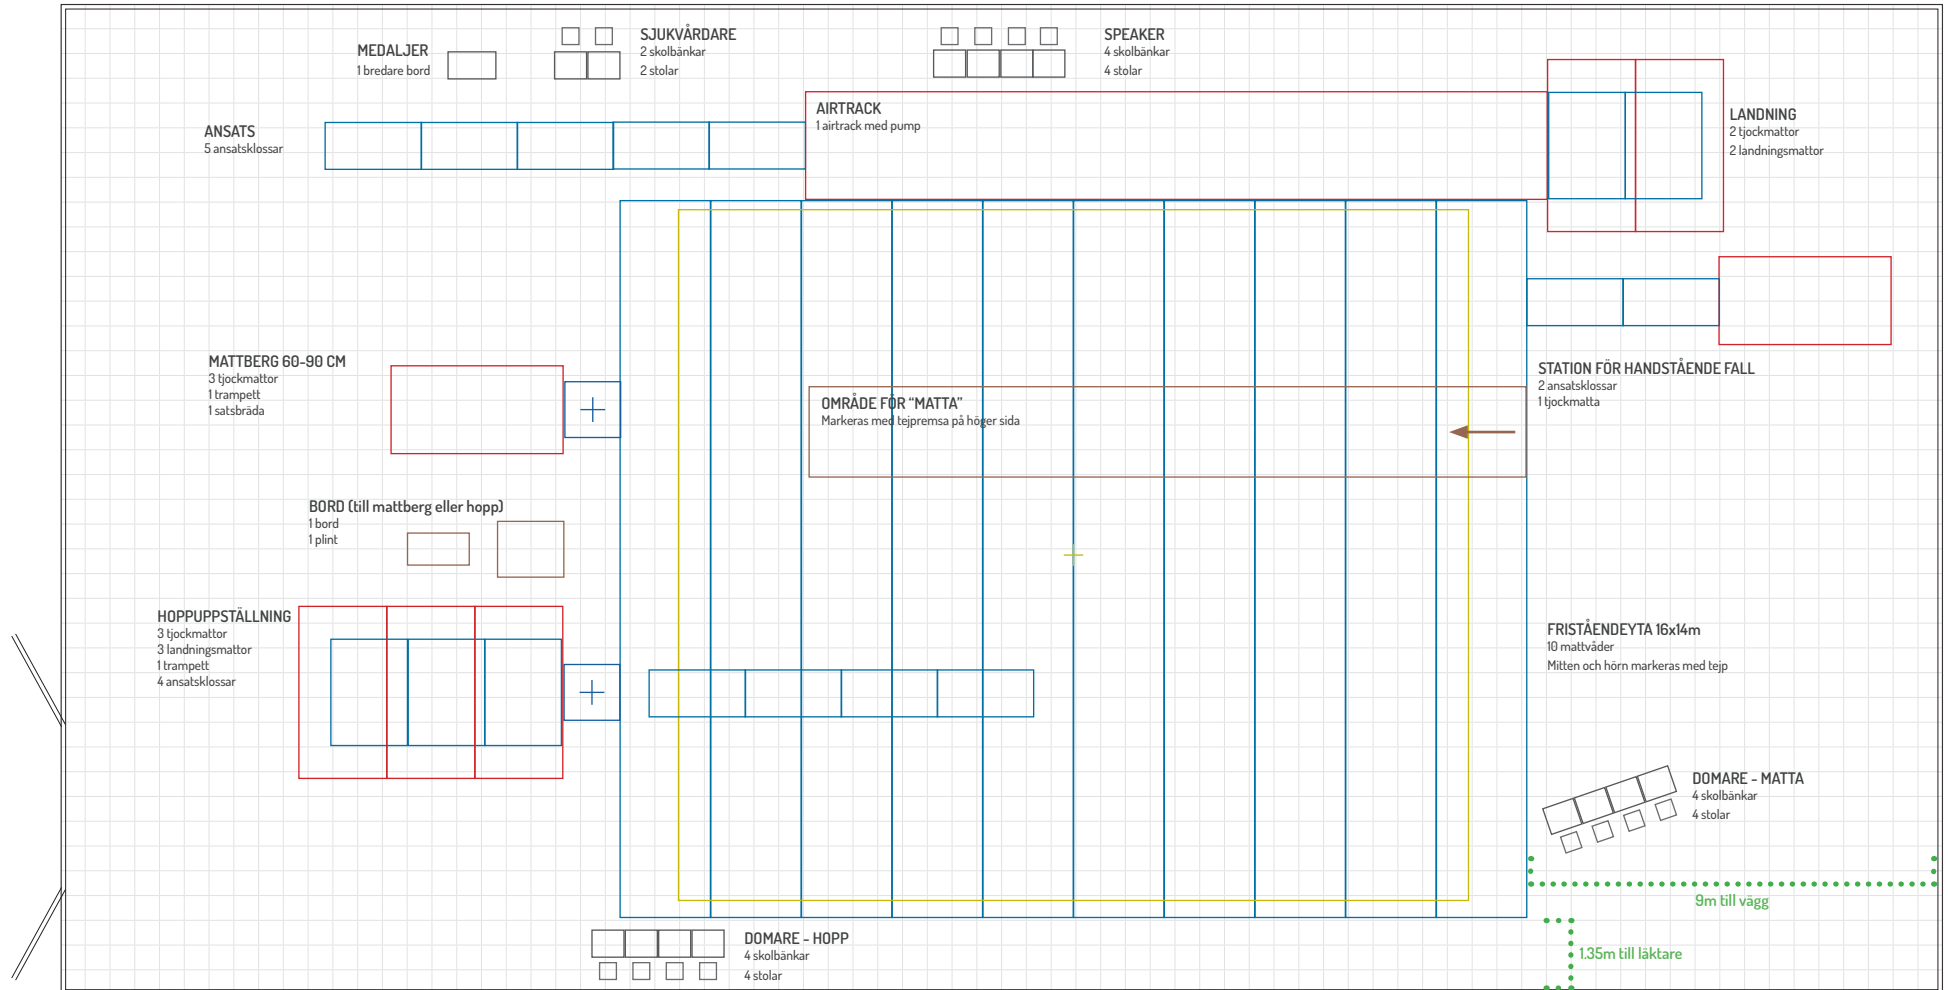 MEDALJER
1 bredare bord
SJUKVÅRDARE
2 skolbänkar
2 stolar
SPEAKER
4 skolbänkar
4 stolar
ANSATS
5 ansatsklossar
AIRTRACK
1 airtrack med pump
LANDNING
2 tjockmattor
2 landningsmattor
MATTBERG 60-90 CM
3 tjockmattor
1 trampett
1 satsbräda
OMRÅDE FÖR “MATTA”
Markeras med tejpremsa på höger sida
STATION FÖR HANDSTÅENDE FALL
2 ansatsklossar
1 tjockmatta
BORD (till mattberg eller hopp)
1 bord
1 plint
HOPPUPPSTÄLLNING
3 tjockmattor
3 landningsmattor
1 trampett
4 ansatsklossar
FRISTÅENDEYTA 16x14m
10 mattvåder
Mitten och hörn markeras med tejp
DOMARE - MATTA
4 skolbänkar
4 stolar
9m till vägg
DOMARE - HOPP
4 skolbänkar
4 stolar
1.35m till läktare